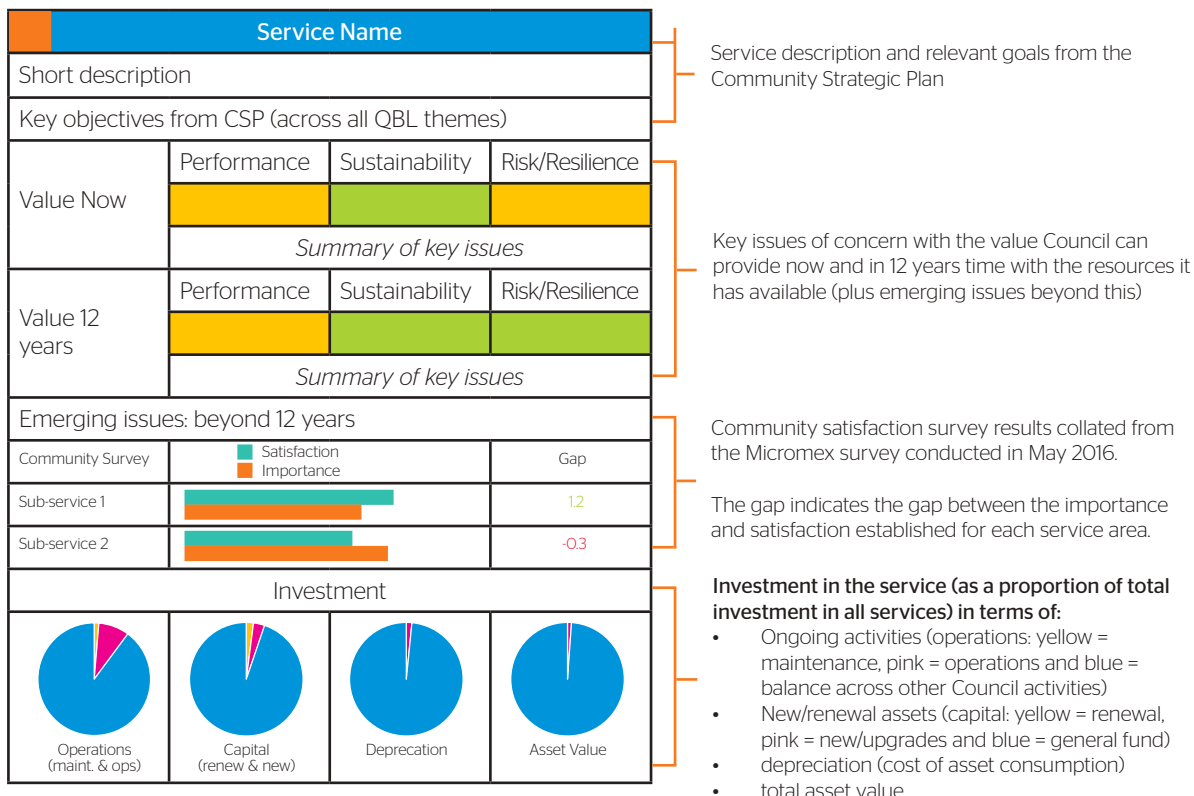 Service Name
Short description
Key objectives from CSP (across all QBL themes)
Service description and relevant goals from the
Community Strategic Plan
Value Now
Performance
Sustainability
Risk/Resilience
Summary of key issues
Value 12
years
Performance
Sustainability
Risk/Resilience
Summary of key issues
Key issues of concern with the value Council can
provide now and in 12 years time with the resources it
has available (plus emerging issues beyond this)
Emerging issues: beyond 12 years
Community Survey
Satisfaction
Importance
Gap
Sub-service 1
1.2
Sub-service 2
-0.3
Community satisfaction survey results collated from
the Micromex survey conducted in May 2016.
The gap indicates the gap between the importance
and satisfaction established for each service area.
Investment
Operations
(maint. & ops)
Capital
(renew & new)
Deprecation
Asset Value
Investment in the service (as a proportion of total
investment in all services) in terms of:
• Ongoing activities (operations: yellow =
maintenance, pink = operations and blue =
balance across other Council activities)
• New/renewal assets (capital: yellow = renewal,
pink = new/upgrades and blue = general fund)
• depreciation (cost of asset consumption)
• total asset value